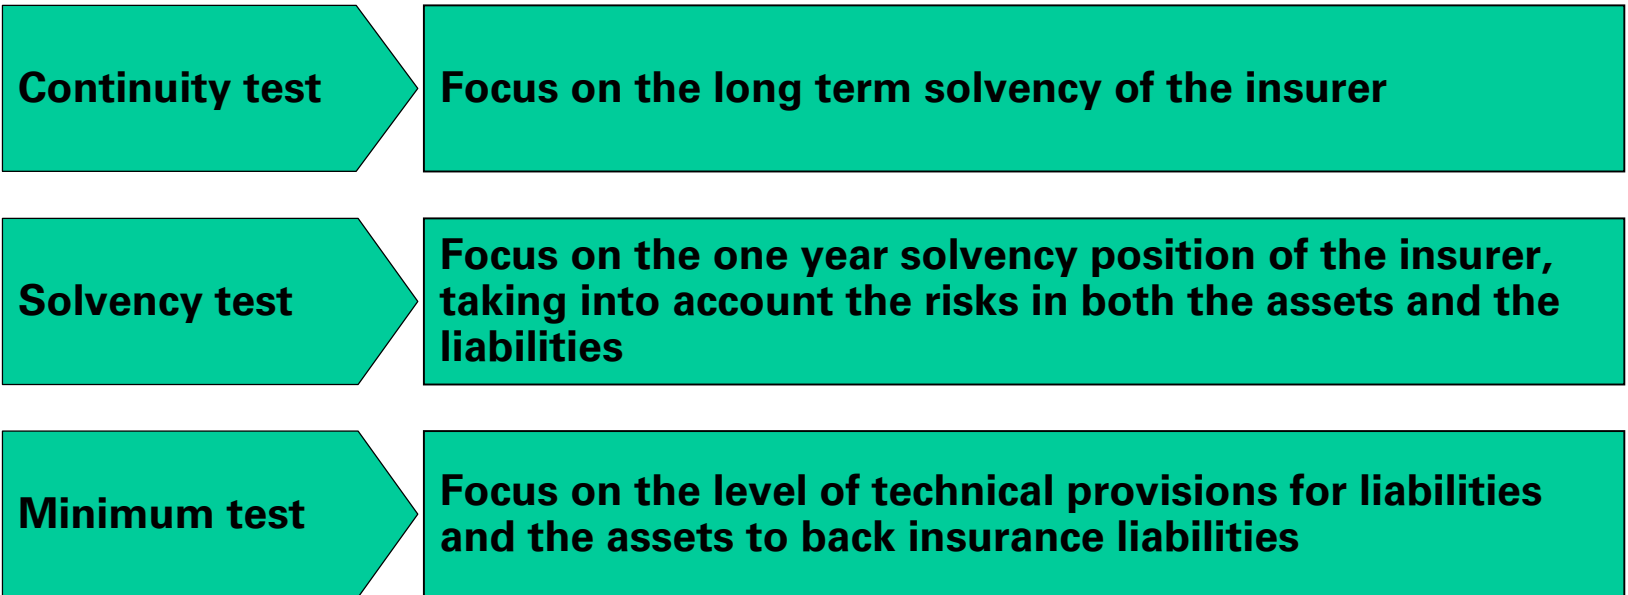 Continuity test
Focus on the long term solvency of the insurer
Solvency test
Focus on the one year solvency position of the insurer,
taking into account the risks in both the assets and the
liabilities
Minimum test
Focus on the level of technical provisions for liabilities
and the assets to back insurance liabilities